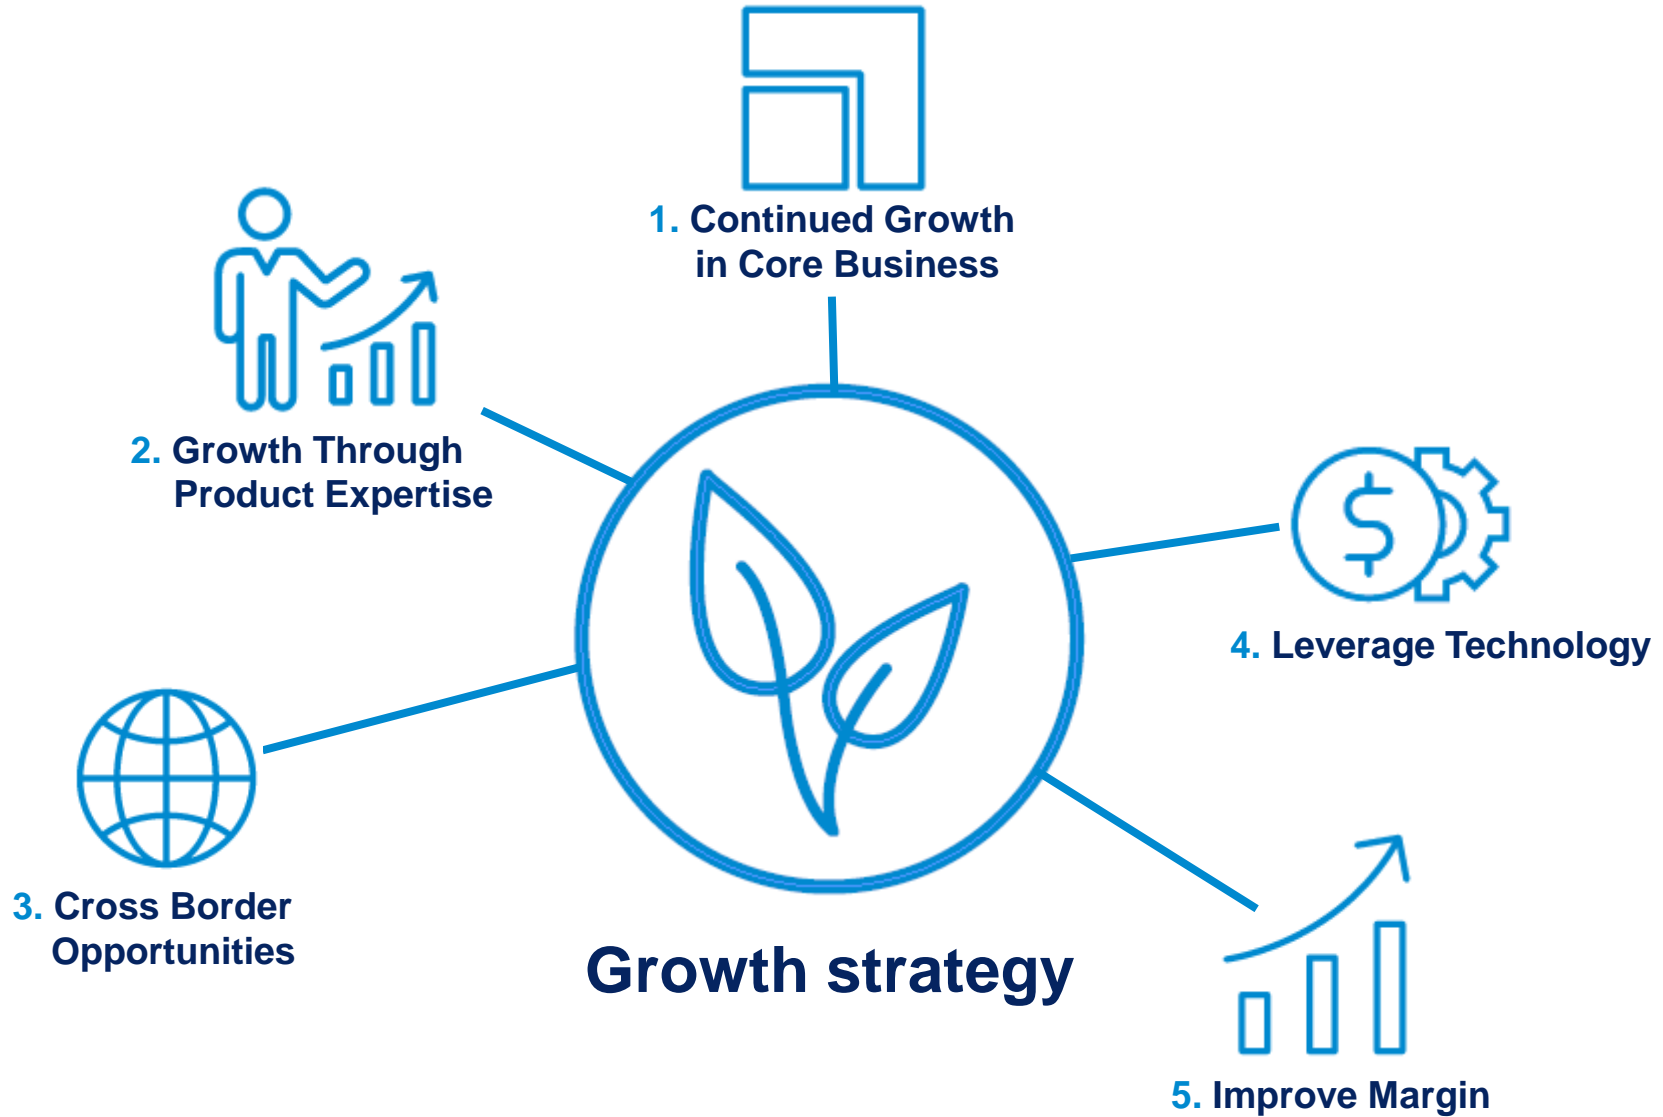 1. Continued Growth
in Core Business
2. Growth Through
Product Expertise
3. Cross Border
Opportunities
4. Leverage Technology
5. Improve Margin
Growth strategy
$